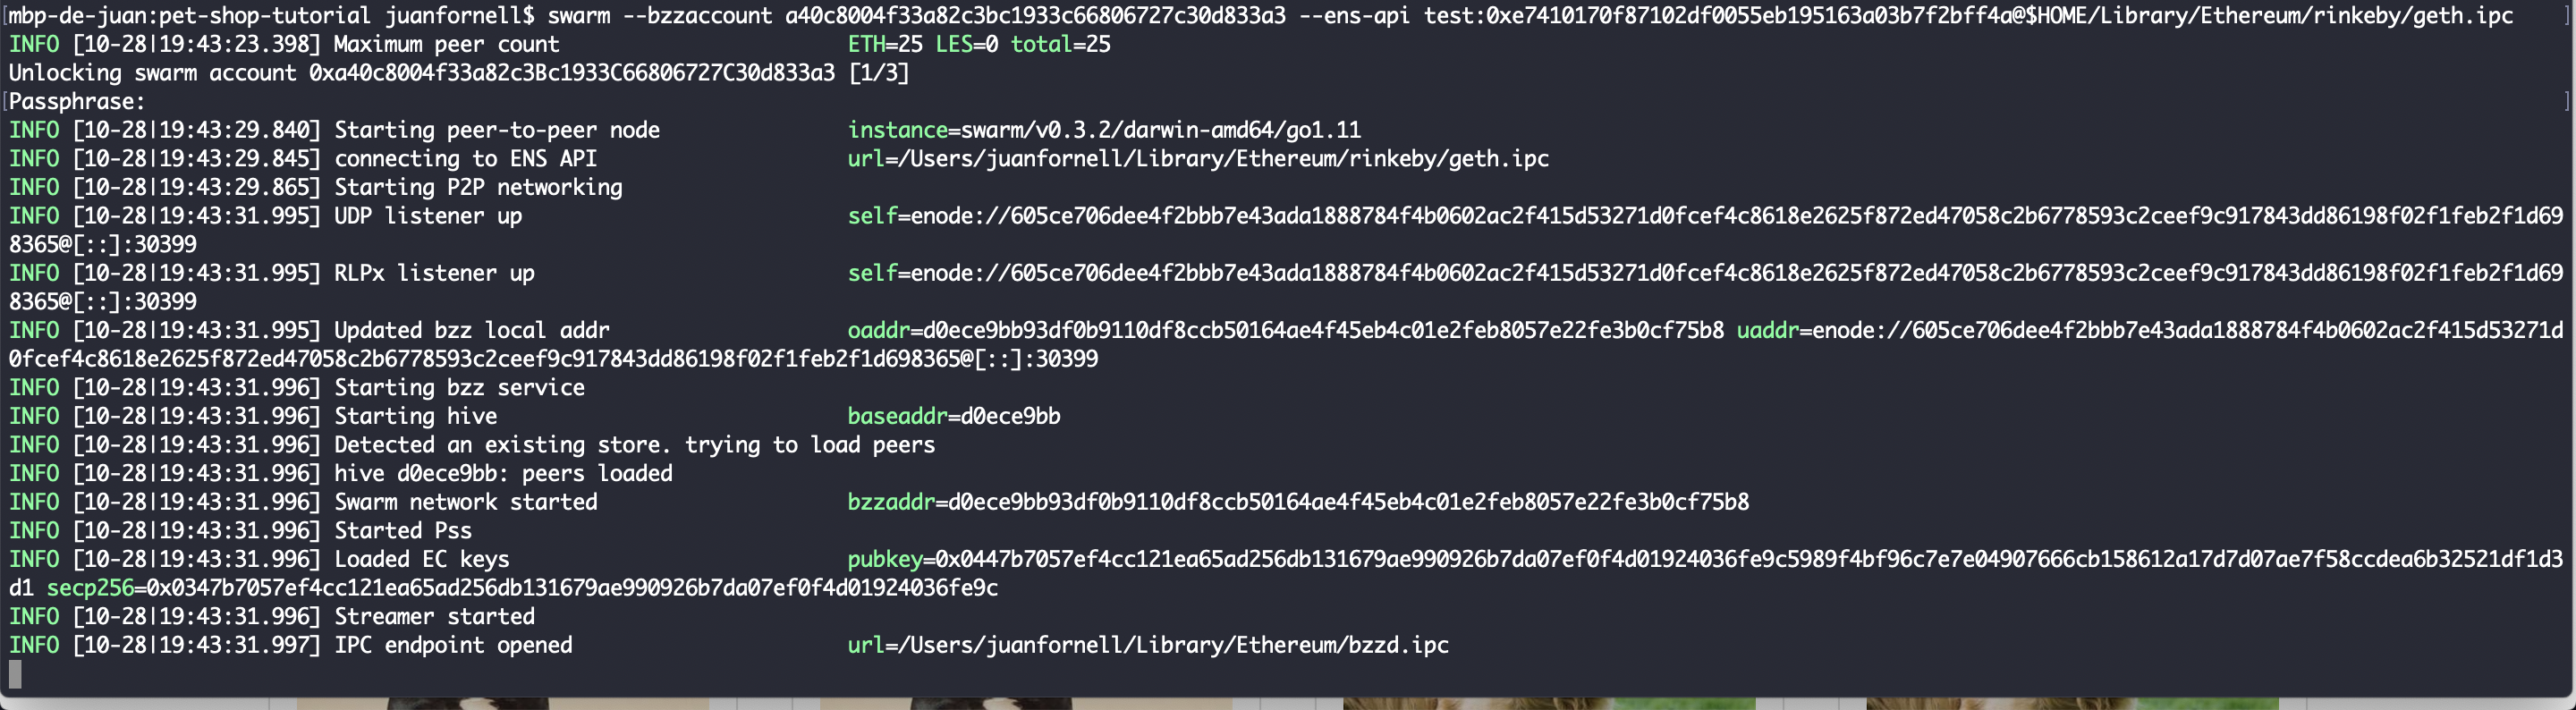 mbp-de-juan:pet-shop-tutorial juanfornell$ swarm --bzzaccount a40c8004f33a82c3bc1933c66806727c30d833a3 --ens-api test:0xe7410170f87102df0055eb195163a03b7f2bff4a@$HOME/Library/Ethereum/rinkeby/geth.ipc
INFO [10-28|19:43:23.398] Maximum peer count ETH=25 LES=0 total=25
Unlocking swarm account 0xa40c8004f33a82c3Bc1933C66806727C30d833a3 [1/3]
Passphrase:
INFO [10-28|19:43:29.840] Starting peer-to-peer node instance=swarm/v0.3.2/darwin-amd64/go1.11
INFO [10-28|19:43:29.845] connecting to ENS API url=/Users/juanfornell/Library/Ethereum/rinkeby/geth.ipc
INFO [10-28|19:43:29.865] Starting P2P networking
INFO [10-28|19:43:31.995] UDP listener up self=enode://605ce706dee4f2bbb7e43ada1888784f4b0602ac2f415d53271d0fcef4c8618e2625f872ed47058c2b6778593c2ceef9c917843dd86198f02f1feb2f1d69
8365@[::]:30399
INFO [10-28|19:43:31.995] RLPx listener up self=enode://605ce706dee4f2bbb7e43ada1888784f4b0602ac2f415d53271d0fcef4c8618e2625f872ed47058c2b6778593c2ceef9c917843dd86198f02f1feb2f1d69
8365@[::]:30399
INFO [10-28|19:43:31.995] Updated bzz local addr oaddr=d0ece9bb93df0b9110df8ccb50164ae4f45eb4c01e2feb8057e22fe3b0cf75b8 uaddr=enode://605ce706dee4f2bbb7e43ada1888784f4b0602ac2f415d53271d
0fcef4c8618e2625f872ed47058c2b6778593c2ceef9c917843dd86198f02f1feb2f1d698365@[::]:30399
INFO [10-28|19:43:31.996] Starting bzz service
INFO [10-28|19:43:31.996] Starting hive baseaddr=d0ece9bb
INFO [10-28|19:43:31.996] Detected an existing store. trying to load peers
INFO [10-28|19:43:31.996] hive d0ece9bb: peers loaded
INFO [10-28|19:43:31.996] Swarm network started bzzaddr=d0ece9bb93df0b9110df8ccb50164ae4f45eb4c01e2feb8057e22fe3b0cf75b8
INFO [10-28|19:43:31.996] Started Pss
INFO [10-28|19:43:31.996] Loaded EC keys pubkey=0x0447b7057ef4cc121ea65ad256db131679ae990926b7da07ef0f4d01924036fe9c5989f4bf96c7e7e04907666cb158612a17d7d07ae7f58ccdea6b32521df1d3
d1 secp256=0x0347b7057ef4cc121ea65ad256db131679ae990926b7da07ef0f4d01924036fe9c
INFO [10-28|19:43:31.996] Streamer started
INFO [10-28|19:43:31.997] IPC endpoint opened url=/Users/juanfornell/Library/Ethereum/bzzd.ipc